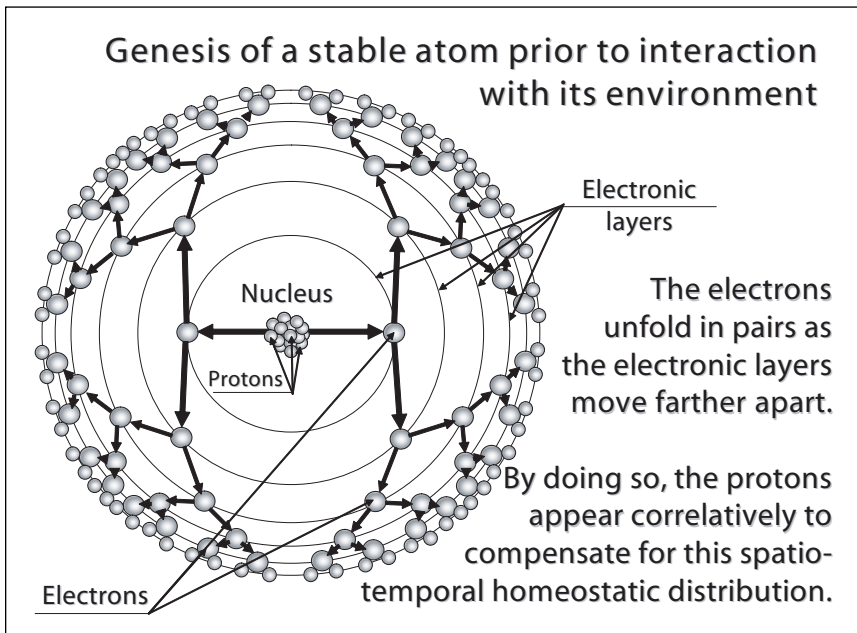 Genesis of a stable atom prior to interaction
with its environment
Electronic
layers
Nucleus
Protons
The electrons
unfold in pairs as
the electronic layers
move farther apart.
By doing so, the protons
appear correlatively to
compensate for this spatio-
temporal homeostatic distribution.
Electrons